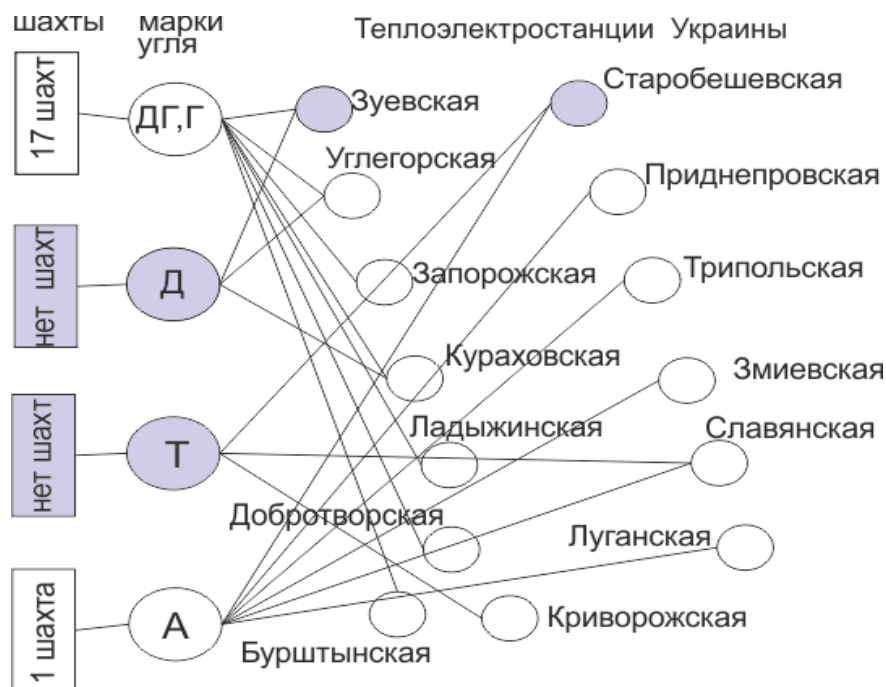 шахты марки угля Теплоэлектростанции Украины
17 шахт
ДГ,Г
Зуевская
Старобешевская
Углегорская
Приднепровская
нет шахт
Д
Запорожская
Трипольская
Кураховская
Змиевская
нет шахт
Т
Ладыжинская
Славянская
Добротворская
Луганская
1 шахта
А
Бурштынская
Криворожская